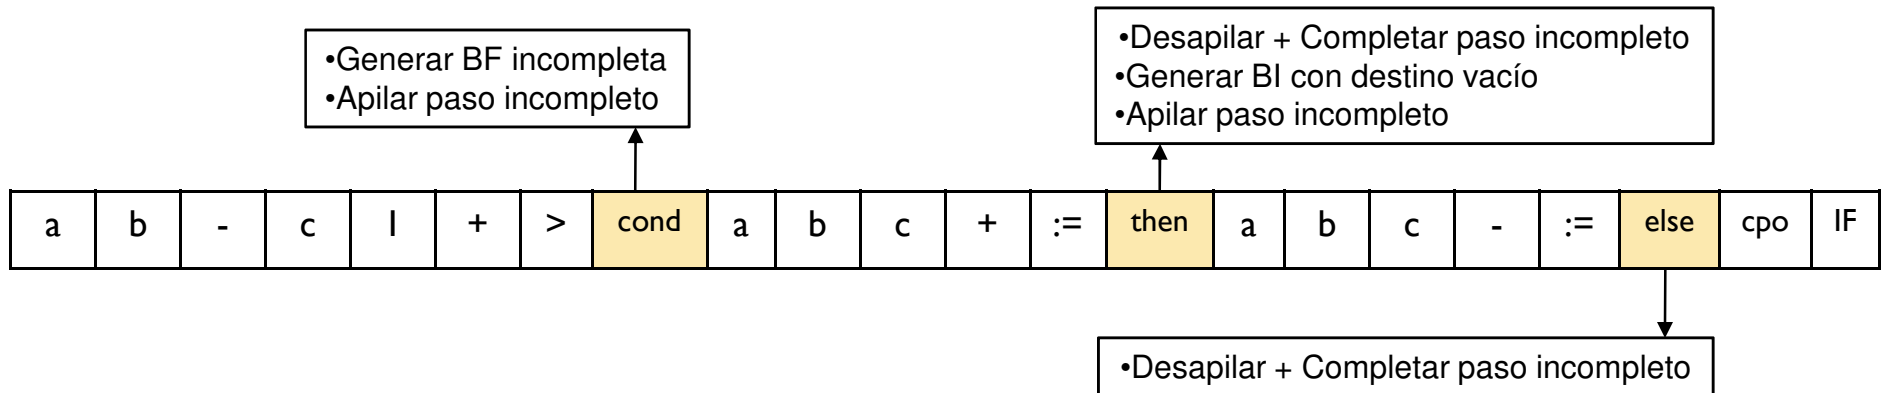 •Generar BF incompleta
•Apilar paso incompleto
•Desapilar + Completar paso incompleto
•Generar BI con destino vacío
•Apilar paso incompleto
a b - c l + > cond a b c + := then a b c - := else cpo IF
•Desapilar + Completar paso incompleto